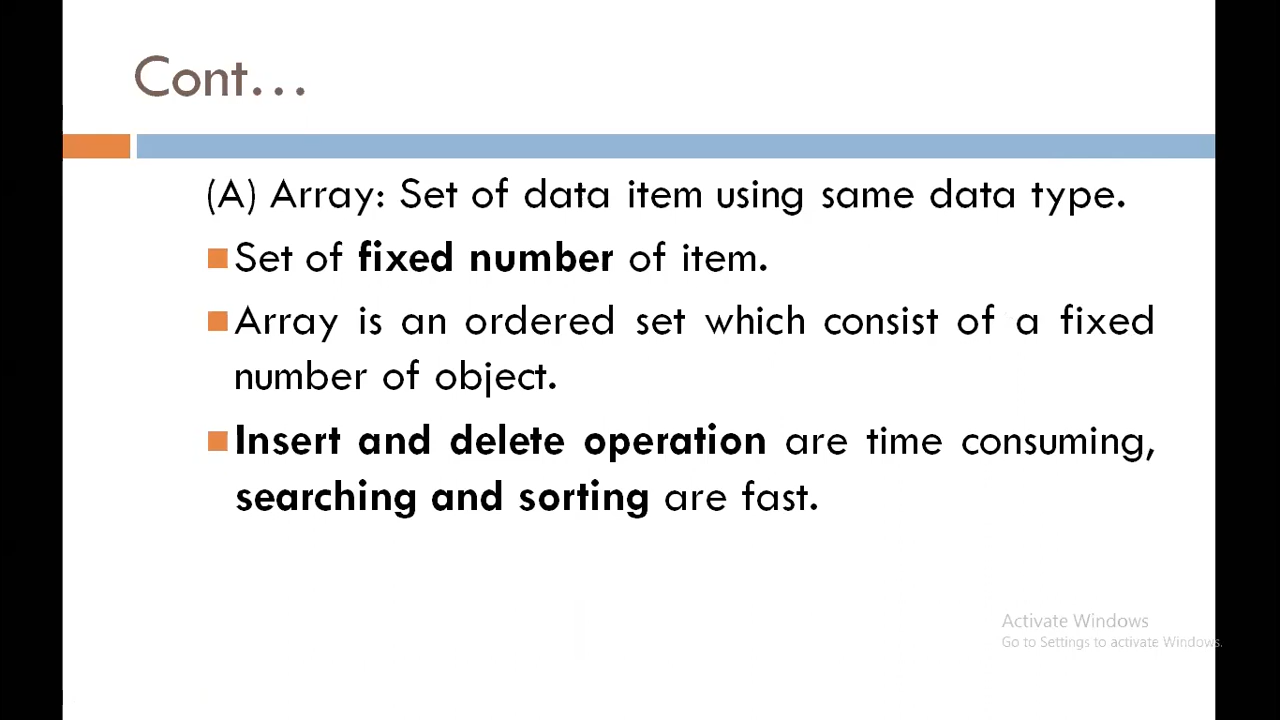 Cont...
(A) Array: Set of data item using same data type.
Set of fixed number of item.
Array is an ordered set which consist of a fixed
number of object.
Insert and delete operation are time consuming,
searching and sorting are fast.
Activate Windows
Go to Settings to activate Windows.